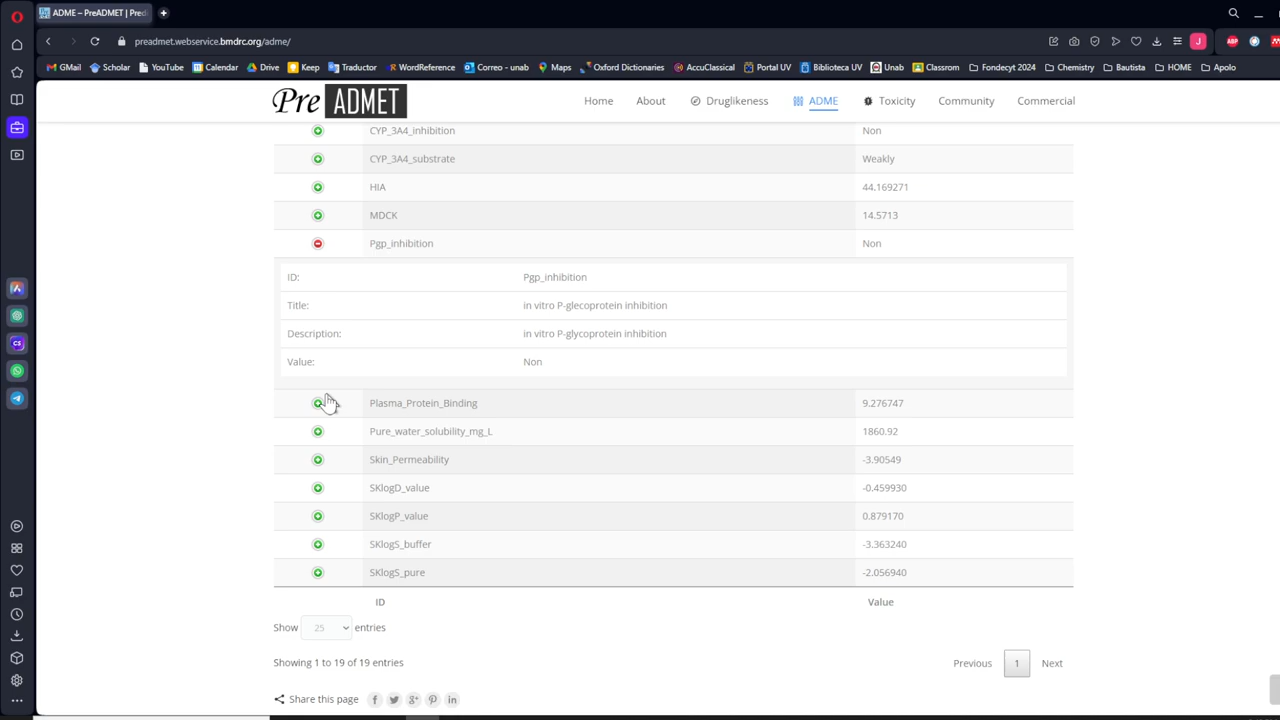 ADME – PreADMET | Pred
preadmet.webservice.bmdrc.org/adme/
GMail Scholar YouTube Calendar Drive Keep Traductor WordReference Correo - unab Maps Oxford Dictionaries AccuClassical Portal UV Biblioteca UV Unab Classrom Fondecyt 2024 Chemistry Bautista HOME Apolo
Pre ADMET Home About Druglikeness ADME Toxicity Community Commercial
CYP_3A4_inhibition Non
CYP_3A4_substrate Weakly
HIA 44.169271
MDCK 14.5713
Pgp_inhibition Non
ID: Pgp_inhibition
Title: in vitro P-glecoprotein inhibition
Description: in vitro P-glycoprotein inhibition
Value: Non
Plasma_Protein_Binding 9.276747
Pure_water_solubility_mg_L 1860.92
Skin_Permeability -3.90549
SKlogD_value -0.459930
SKlogP_value 0.879170
SKlogS_buffer -3.363240
SKlogS_pure -2.056940
ID Value
Show 25 entries
Showing 1 to 19 of 19 entries Previous 1 Next
Share this page